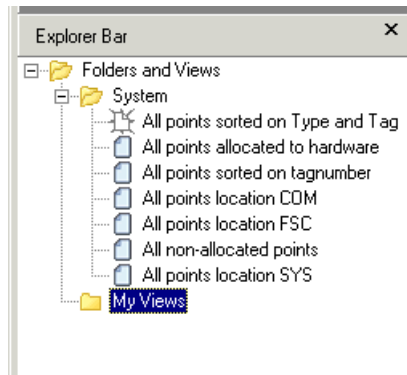 Explorer Bar
Folders and Views
System
All points sorted on Type and Tag
All points allocated to hardware
All points sorted on tagnumber
All points location COM
All points location FSC
All non-allocated points
All points location SYS
My Views